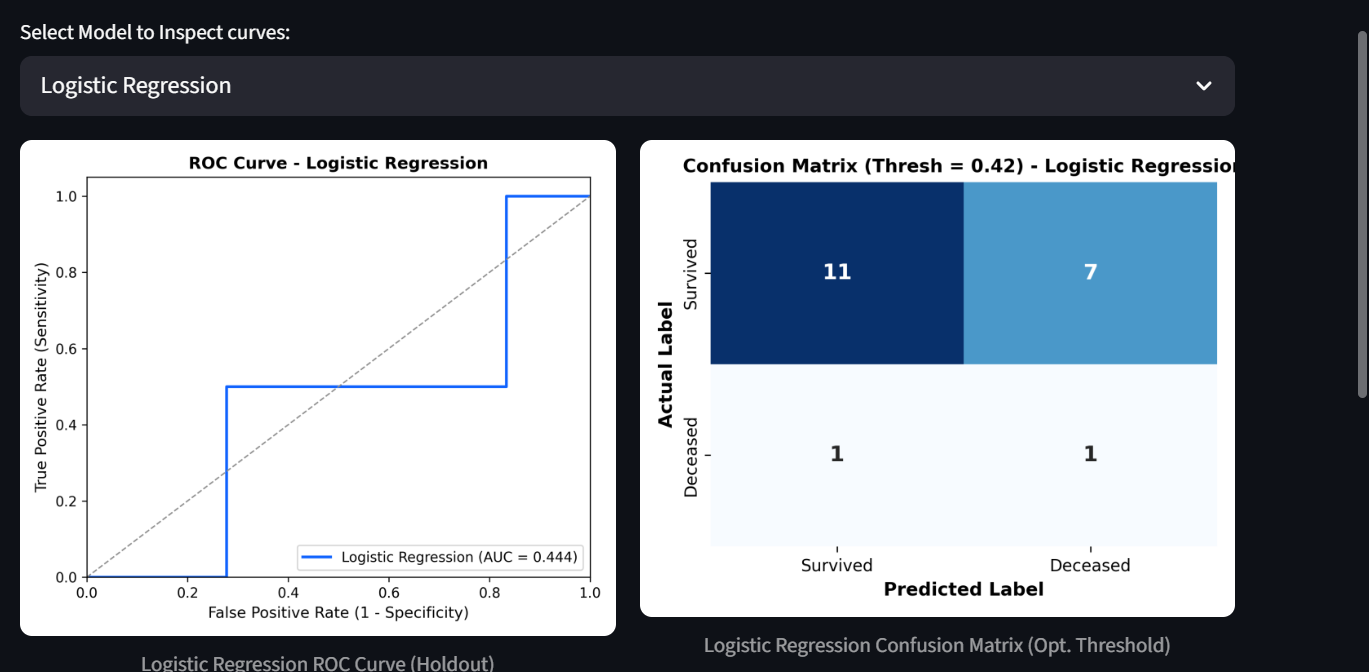 Select Model to Inspect curves:
Logistic Regression
ROC Curve - Logistic Regression
1.0
0.8
0.6
0.4
0.2
0.0
True Positive Rate (Sensitivity)
Logistic Regression (AUC = 0.444)
0.0 0.2 0.4 0.6 0.8 1.0
False Positive Rate (1 - Specificity)
Logistic Regression ROC Curve (Holdout)
Confusion Matrix (Thresh = 0.42) - Logistic Regression
Actual Label
Survived
11 7
Deceased
1 1
Survived Deceased
Predicted Label
Logistic Regression Confusion Matrix (Opt. Threshold)